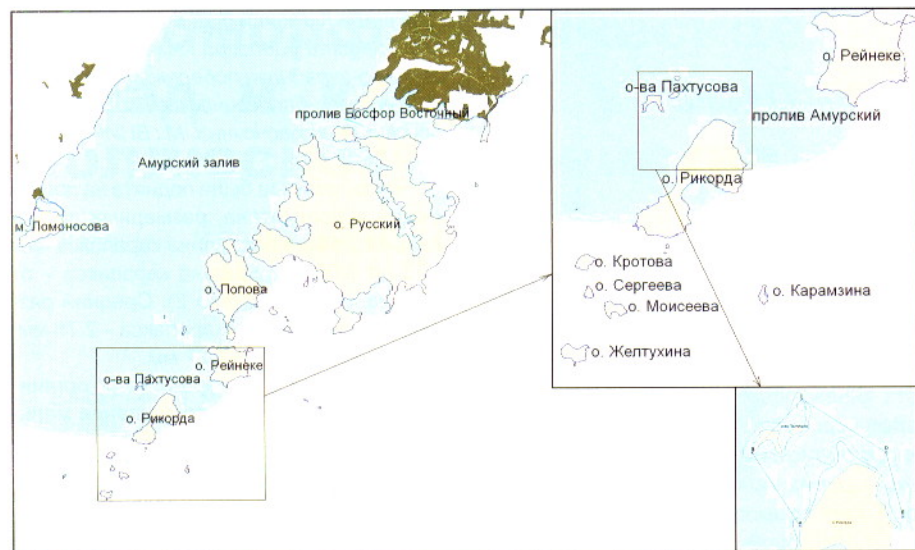 пролив Босфор Восточный
Амурский залив
м. Ломоносова
о. Русский
о. Попова
о. Рейнеке
о-ва Пахтусова
о. Рикорда
о. Рейнеке
о-ва Пахтусова
пролив Амурский
о. Рикорда
о. Кротова
о. Сергеева
о. Карамзина
о. Моисеева
о. Желтухина